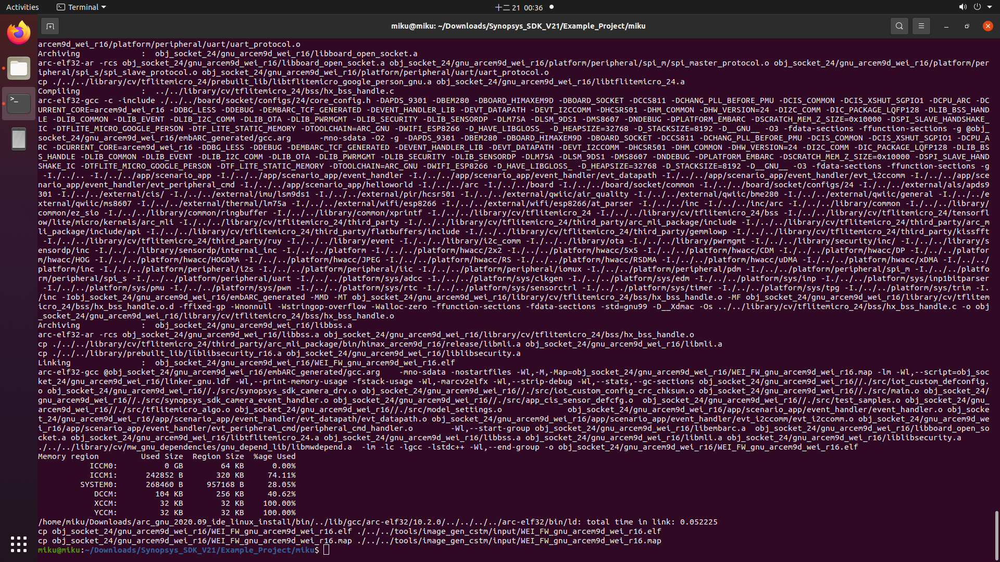 Activities
Terminal
十二 21 00:36
miku@miku: ~/Downloads/Synopsys_SDK_V21/Example_Project/miku
arcem9d_wei_r16/platform/peripheral/uart/uart_protocol.o
Archiving             :  obj_socket_24/gnu_arcem9d_wei_r16/libboard_open_socket.a
arc-elf32-ar -rcs obj_socket_24/gnu_arcem9d_wei_r16/libboard_open_socket.a obj_socket_24/gnu_arcem9d_wei_r16/platform/peripheral/spi_m/spi_master_protocol.o obj_socket_24/gnu_arcem9d_wei_r16/platform/per
ipheral/spi_s/spi_slave_protocol.o obj_socket_24/gnu_arcem9d_wei_r16/platform/peripheral/uart/uart_protocol.o
cp ./../../library/cv/tflitemicro_24/prebuilt_lib/libtflitemicro_google_person_gnu.a obj_socket_24/gnu_arcem9d_wei_r16/libtflitemicro_24.a
Compiling             :  ../../library/cv/tflitemicro_24/bss/hx_bss_handle.c
arc-elf32-gcc -c -include ./../../board/socket/configs/24/core_config.h -DAPDS_9301 -DBEM280 -DBOARD_HIMAXEM9D -DBOARD_SOCKET -DCCS811 -DCHANG_PLL_BEFORE_PMU -DCIS_COMMON -DCIS_XSHUT_SGPIO1 -DCPU_ARC -DC
URRENT_CORE=arcem9d_wei_r16 -DDBG_LESS -DDEBUG -DEMBARC_TCF_GENERATED -DEVENT_HANDLER_LIB -DEVT_DATAPATH -DEVT_I2CCOMM -DHCSR501 -DHM_COMMON -DHW_VERSION=24 -DI2C_COMM -DIC_PACKAGE_LQFP128 -DLIB_BSS_HAND
LE -DLIB_COMMON -DLIB_EVENT -DLIB_I2C_COMM -DLIB_OTA -DLIB_PWRMGMT -DLIB_SECURITY -DLIB_SENSORDP -DLM75A -DLSM_9DS1 -DMS8607 -DNDEBUG -DPLATFORM_EMBARC -DSCRATCH_MEM_Z_SIZE=0x10000 -DSPI_SLAVE_HANDSHAKE_
IC -DTFLITE_MICRO_GOOGLE_PERSON -DTF_LITE_STATIC_MEMORY -DTOOLCHAIN=ARC_GNU -DWIFI_ESP8266 -D_HAVE_LIBGLOSS_ -D_HEAPSIZE=32768 -D_STACKSIZE=8192 -D__GNU__ -O3 -fdata-sections -ffunction-sections -g @obj_
socket_24/gnu_arcem9d_wei_r16/embARC_generated/gcc.arg      -mno-sdata -O2 -g -DAPDS_9301 -DBEM280 -DBOARD_HIMAXEM9D -DBOARD_SOCKET -DCCS811 -DCHANG_PLL_BEFORE_PMU -DCIS_COMMON -DCIS_XSHUT_SGPIO1 -DCPU_A
RC -DCURRENT_CORE=arcem9d_wei_r16 -DDBG_LESS -DDEBUG -DEMBARC_TCF_GENERATED -DEVENT_HANDLER_LIB -DEVT_DATAPATH -DEVT_I2CCOMM -DHCSR501 -DHM_COMMON -DHW_VERSION=24 -DI2C_COMM -DIC_PACKAGE_LQFP128 -DLIB_BS
S_HANDLE -DLIB_COMMON -DLIB_EVENT -DLIB_I2C_COMM -DLIB_OTA -DLIB_PWRMGMT -DLIB_SECURITY -DLIB_SENSORDP -DLM75A -DLSM_9DS1 -DMS8607 -DNDEBUG -DPLATFORM_EMBARC -DSCRATCH_MEM_Z_SIZE=0x10000 -DSPI_SLAVE_HAND
SHAKE_IC -DTFLITE_MICRO_GOOGLE_PERSON -DTF_LITE_STATIC_MEMORY -DTOOLCHAIN=ARC_GNU -DWIFI_ESP8266 -D_HAVE_LIBGLOSS_ -D_HEAPSIZE=32768 -D_STACKSIZE=8192 -D__GNU__ -O3 -fdata-sections -ffunction-sections -g
 -I./../.. -I./../../app/scenario_app -I./../../app/scenario_app/event_handler -I./../../app/scenario_app/event_handler/evt_datapath -I./../../app/scenario_app/event_handler/evt_i2ccomm -I./../../app/sce
nario_app/event_handler/evt_peripheral_cmd -I./../../app/scenario_app/helloworld -I./../../arc -I./../../board -I./../../board/socket/common -I./../../board/socket/configs/24 -I./../../external/als/apds9
301 -I./../../external/cis/ -I./../../external/imu/lsm9ds1 -I./../../external/pir/hcsr501 -I./../../external/qwiic/air_quality -I./../../external/qwiic/bme280 -I./../../external/qwiic/general -I./../../e
xternal/qwiic/ms8607 -I./../../external/thermal/lm75a -I./../../external/wifi/esp8266 -I./../../external/wifi/esp8266/at_parser -I./../../inc -I./../../inc/arc -I./../../library/common -I./../../library/
common/ez_sio -I./../../library/common/ringbuffer -I./../../library/common/xprintf -I./../../library/cv/tflitemicro_24 -I./../../library/cv/tflitemicro_24/bss -I./../../library/cv/tflitemicro_24/tensorfl
ow/lite/micro/kernels/arc_mli -I./../../library/cv/tflitemicro_24/third_party -I./../../library/cv/tflitemicro_24/third_party/arc_mli_package/include -I./../../library/cv/tflitemicro_24/third_party/arc_m
li_package/include/api -I./../../library/cv/tflitemicro_24/third_party/flatbuffers/include -I./../../library/cv/tflitemicro_24/third_party/gemmlowp -I./../../library/cv/tflitemicro_24/third_party/kissfft
 -I./../../library/cv/tflitemicro_24/third_party/ruy -I./../../library/event -I./../../library/i2c_comm -I./../../library/ota -I./../../library/pwrmgmt -I./../../library/security/inc/ -I./../../library/s
ensordp/inc -I./../../library/sensordp/internal_inc -I./../../platform -I./../../platform/hwacc/2x2 -I./../../platform/hwacc/5x5 -I./../../platform/hwacc/CDM -I./../../platform/hwacc/DP -I./../../platfor
m/hwacc/HOG -I./../../platform/hwacc/HOGDMA -I./../../platform/hwacc/JPEG -I./../../platform/hwacc/RS -I./../../platform/hwacc/RSDMA -I./../../platform/hwacc/uDMA -I./../../platform/hwacc/xDMA -I./../../
platform/inc -I./../../platform/peripheral/i2s -I./../../platform/peripheral/iic -I./../../platform/peripheral/iomux -I./../../platform/peripheral/pdm -I./../../platform/peripheral/spi_m -I./../../platfo
rm/peripheral/spi_s -I./../../platform/peripheral/uart -I./../../platform/sys/adcc -I./../../platform/sys/clkgen -I./../../platform/sys/edm -I./../../platform/sys/inp -I./../../platform/sys/inp1bitparser
 -I./../../platform/sys/pmu -I./../../platform/sys/pwm -I./../../platform/sys/rtc -I./../../platform/sys/sensorctrl -I./../../platform/sys/timer -I./../../platform/sys/tpg -I./../../platform/sys/trim -I.
/inc -Iobj_socket_24/gnu_arcem9d_wei_r16/embARC_generated -MMD -MT obj_socket_24/gnu_arcem9d_wei_r16/library/cv/tflitemicro_24/bss/hx_bss_handle.o -MF obj_socket_24/gnu_arcem9d_wei_r16/library/cv/tflitem
icro_24/bss/hx_bss_handle.o.d -ffixed-gp -Wnonnull -Wstringop-overflow -Walloc-zero -ffunction-sections -fdata-sections -std=gnu99 -D__Xdmac -Os ../../library/cv/tflitemicro_24/bss/hx_bss_handle.c -o obj
_socket_24/gnu_arcem9d_wei_r16/library/cv/tflitemicro_24/bss/hx_bss_handle.o
Archiving             :  obj_socket_24/gnu_arcem9d_wei_r16/libbss.a
arc-elf32-ar -rcs obj_socket_24/gnu_arcem9d_wei_r16/libbss.a obj_socket_24/gnu_arcem9d_wei_r16/library/cv/tflitemicro_24/bss/hx_bss_handle.o
cp ./../../library/cv/tflitemicro_24/third_party/arc_mli_package/bin/himax_arcem9d_r16/release/libmli.a obj_socket_24/gnu_arcem9d_wei_r16/libmli.a
cp ./../../library/prebuilt_lib/liblibsecurity_r16.a obj_socket_24/gnu_arcem9d_wei_r16/liblibsecurity.a
Linking               :  obj_socket_24/gnu_arcem9d_wei_r16/WEI_FW_gnu_arcem9d_wei_r16.elf
arc-elf32-gcc @obj_socket_24/gnu_arcem9d_wei_r16/embARC_generated/gcc.arg    -mno-sdata -nostartfiles -Wl,-M,-Map=obj_socket_24/gnu_arcem9d_wei_r16/WEI_FW_gnu_arcem9d_wei_r16.map -lm -Wl,--script=obj_soc
ket_24/gnu_arcem9d_wei_r16/linker_gnu.ldf -Wl,--print-memory-usage -fstack-usage -Wl,-marcv2elfx -Wl,--strip-debug -Wl,--stats,--gc-sections obj_socket_24/gnu_arcem9d_wei_r16//./src/iot_custom_defconfig.
o obj_socket_24/gnu_arcem9d_wei_r16//./src/synopsys_sdk_camera_drv.o obj_socket_24/gnu_arcem9d_wei_r16//./src/iot_custom_config_crc_chksum.o obj_socket_24/gnu_arcem9d_wei_r16//./src/main.o obj_socket_24/
gnu_arcem9d_wei_r16//./src/synopsys_sdk_camera_event_handler.o obj_socket_24/gnu_arcem9d_wei_r16//./src/app_cis_sensor_defcfg.o  obj_socket_24/gnu_arcem9d_wei_r16//./src/test_samples.o obj_socket_24/gnu_
arcem9d_wei_r16//./src/tflitemicro_algo.o obj_socket_24/gnu_arcem9d_wei_r16//./src/model_settings.o              obj_socket_24/gnu_arcem9d_wei_r16/app/scenario_app/event_handler/event_handler.o obj_socke
t_24/gnu_arcem9d_wei_r16/app/scenario_app/event_handler/evt_datapath/evt_datapath.o obj_socket_24/gnu_arcem9d_wei_r16/app/scenario_app/event_handler/evt_i2ccomm/evt_i2ccomm.o obj_socket_24/gnu_arcem9d_we
i_r16/app/scenario_app/event_handler/evt_peripheral_cmd/peripheral_cmd_handler.o        -Wl,--start-group obj_socket_24/gnu_arcem9d_wei_r16/libembarc.a  obj_socket_24/gnu_arcem9d_wei_r16/libboard_open_so
cket.a obj_socket_24/gnu_arcem9d_wei_r16/libtflitemicro_24.a obj_socket_24/gnu_arcem9d_wei_r16/libbss.a obj_socket_24/gnu_arcem9d_wei_r16/libmli.a obj_socket_24/gnu_arcem9d_wei_r16/liblibsecurity.a
./../../library/cv/mw_gnu_dependencies/gnu_depend_lib/libmwdepend.a  -lm -lc -lgcc -lstdc++ -Wl,--end-group -o obj_socket_24/gnu_arcem9d_wei_r16/WEI_FW_gnu_arcem9d_wei_r16.elf
Memory region         Used Size  Region Size  %age Used
           ICCM0:          0 GB        64 KB      0.00%
           ICCM1:      242852 B       320 KB     74.11%
         SYSTEM0:      268460 B     957168 B     28.05%
            DCCM:        104 KB       256 KB     40.62%
            XCCM:         32 KB        32 KB    100.00%
            YCCM:         32 KB        32 KB    100.00%
/home/miku/Downloads/arc_gnu_2020.09_ide_linux_install/bin/../lib/gcc/arc-elf32/10.2.0/../../../../arc-elf32/bin/ld: total time in link: 0.052225
cp obj_socket_24/gnu_arcem9d_wei_r16/WEI_FW_gnu_arcem9d_wei_r16.elf ./../../tools/image_gen_cstm/input/WEI_FW_gnu_arcem9d_wei_r16.elf
cp obj_socket_24/gnu_arcem9d_wei_r16/WEI_FW_gnu_arcem9d_wei_r16.map ./../../tools/image_gen_cstm/input/WEI_FW_gnu_arcem9d_wei_r16.map
miku@miku:~/Downloads/Synopsys_SDK_V21/Example_Project/miku$